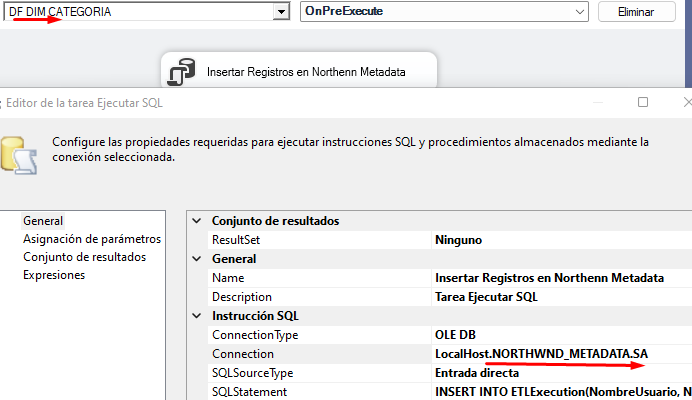 DF DIM CATEGORIA OnPreExecute Eliminar
Insertar Registros en Northenn Metadata
Editor de la tarea Ejecutar SQL
Configure las propiedades requeridas para ejecutar instrucciones SQL y procedimientos almacenados mediante la
conexión seleccionada.
General
Asignación de parámetros
Conjunto de resultados
Expresiones
Conjunto de resultados
ResultSet Ninguno
General
Name Insertar Registros en Northenn Metadata
Description Tarea Ejecutar SQL
Instrucción SQL
ConnectionType OLE DB
Connection LocalHost.NORTHWND_METADATA.SA
SQLSourceType Entrada directa
SQLStatement INSERT INTO ETLExecution(NombreUsuario, N